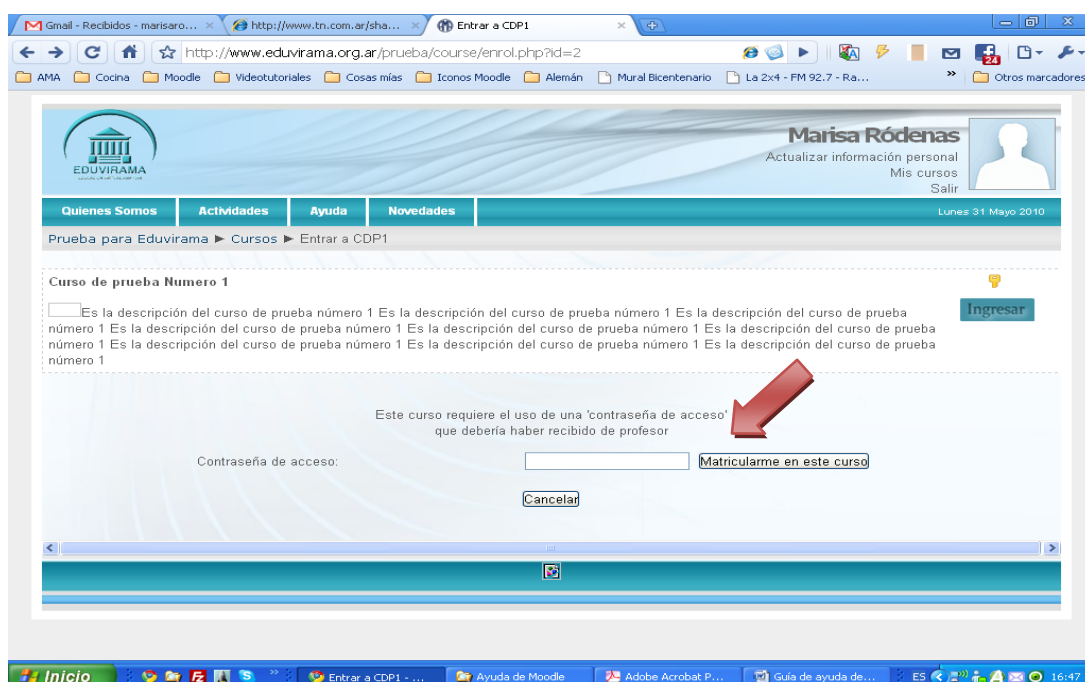 Gmail - Recibidos - marisaro...
http://www.tn.com.ar/sha...
Entrar a CDP1
http://www.eduvirama.org.ar/prueba/course/enrol.php?id=2
24
AMA
Cocina
Moodle
Videotutoriales
Cosas mías
Iconos Moodle
Alemán
Mural Bicentenario
La 2x4 - FM 92.7 - Ra...
»
Otros marcadores
EDUVIRAMA
Marisa Ródenas
Actualizar información personal
Mis cursos
Salir
Quienes Somos
Actividades
Ayuda
Novedades
Lunes 31 Mayo 2010
Prueba para Eduvirama ► Cursos ► Entrar a CDP1
Curso de prueba Numero 1
Es la descripción del curso de prueba número 1 Es la descripción del curso de prueba número 1 Es la descripción del curso de prueba
número 1 Es la descripción del curso de prueba número 1 Es la descripción del curso de prueba número 1 Es la descripción del curso de prueba
número 1 Es la descripción del curso de prueba número 1 Es la descripción del curso de prueba número 1 Es la descripción del curso de prueba
número 1
Ingresar
Este curso requiere el uso de una 'contraseña de acceso'
que debería haber recibido de profesor
Contraseña de acceso:
Matricularme en este curso
Cancelar
Inicio
»
Entrar a CDP1 - ...
Ayuda de Moodle
Adobe Acrobat P...
Guía de ayuda de...
ES
16:47